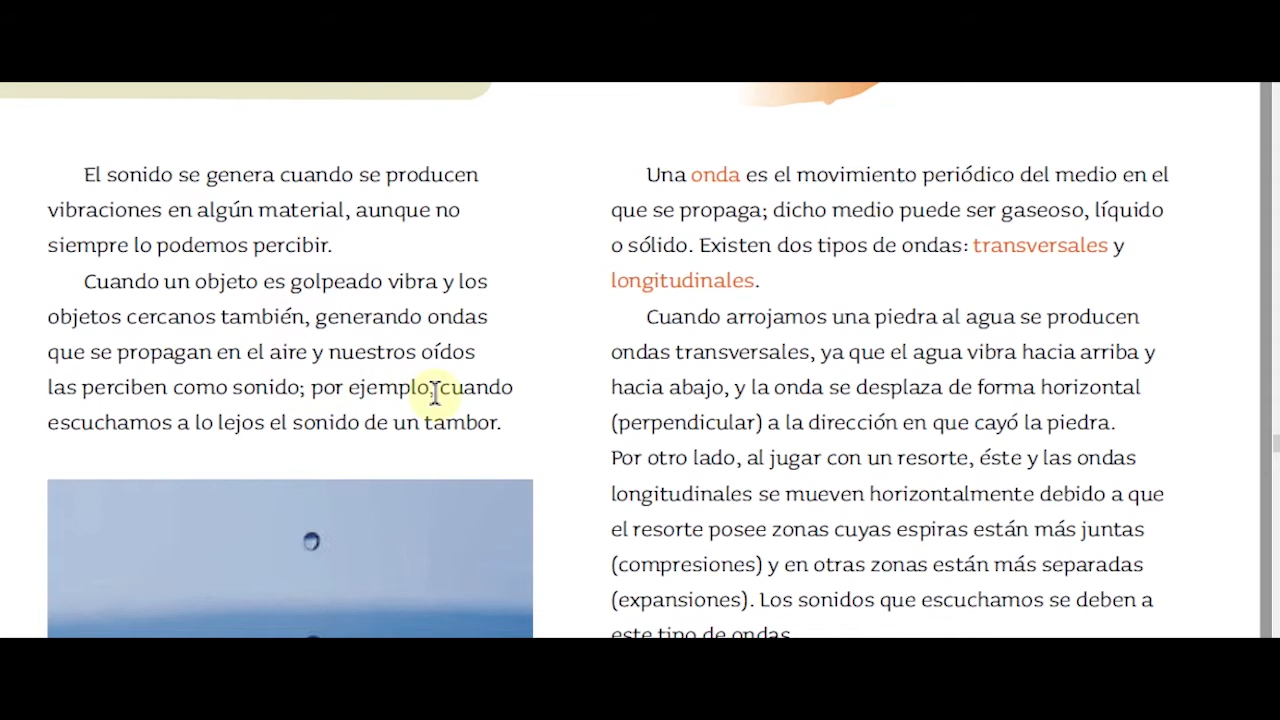 El sonido se genera cuando se producen
vibraciones en algún material, aunque no
siempre lo podemos percibir.
Cuando un objeto es golpeado vibra y los
objetos cercanos también, generando ondas
que se propagan en el aire y nuestros oídos
las perciben como sonido; por ejemplo, cuando
escuchamos a lo lejos el sonido de un tambor.
Una onda es el movimiento periódico del medio en el
que se propaga; dicho medio puede ser gaseoso, líquido
o sólido. Existen dos tipos de ondas: transversales y
longitudinales.
Cuando arrojamos una piedra al agua se producen
ondas transversales, ya que el agua vibra hacia arriba y
hacia abajo, y la onda se desplaza de forma horizontal
(perpendicular) a la dirección en que cayó la piedra.
Por otro lado, al jugar con un resorte, éste y las ondas
longitudinales se mueven horizontalmente debido a que
el resorte posee zonas cuyas espiras están más juntas
(compresiones) y en otras zonas están más separadas
(expansiones). Los sonidos que escuchamos se deben a
este tipo de ondas.